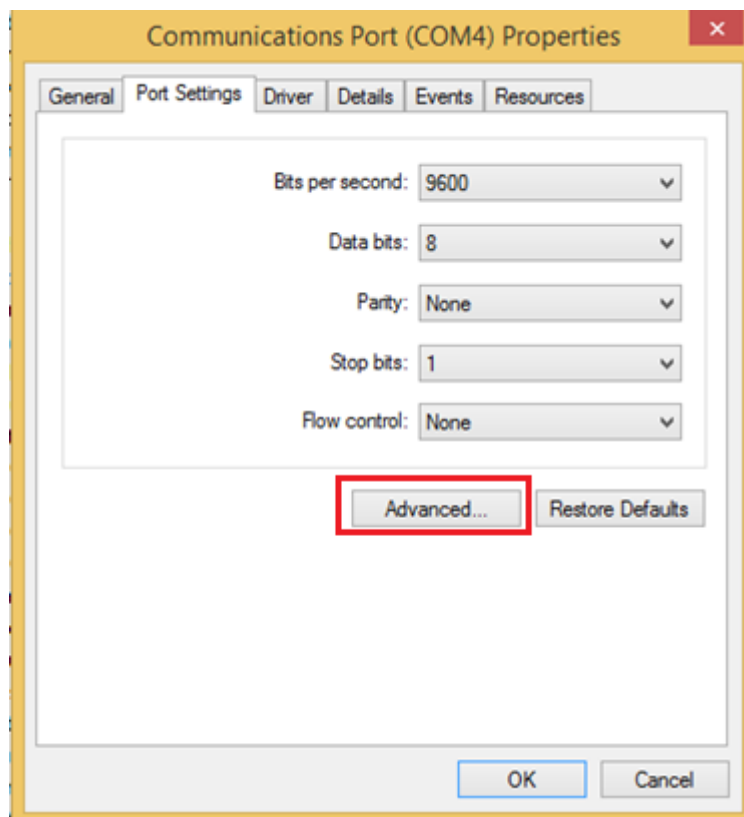 Communications Port (COM4) Properties
General Port Settings Driver Details Events Resources
Bits per second: 9600
Data bits: 8
Parity: None
Stop bits: 1
Flow control: None
Advanced... Restore Defaults
OK Cancel